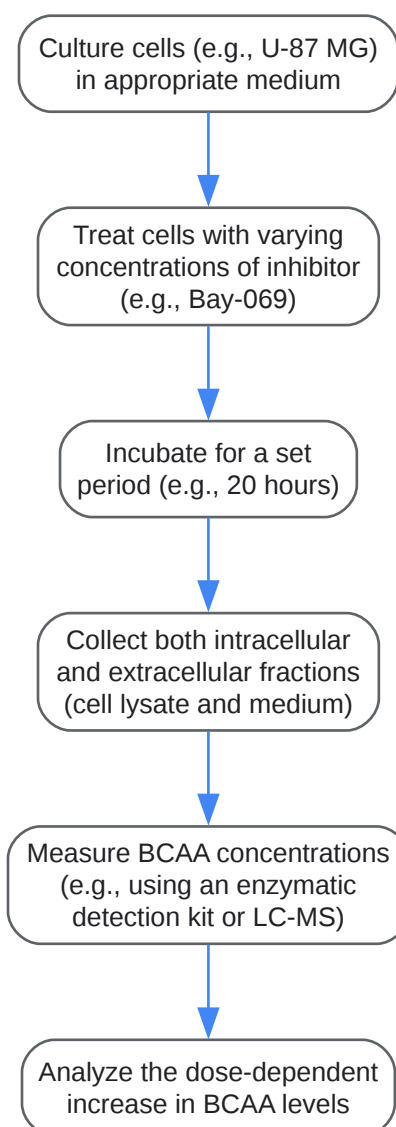 Culture cells (e.g., U-87 MG)
in appropriate medium
Treat cells with varying
concentrations of inhibitor
(e.g., Bay-069)
Incubate for a set
period (e.g., 20 hours)
Collect both intracellular
and extracellular fractions
(cell lysate and medium)
Measure BCAA concentrations
(e.g., using an enzymatic
detection kit or LC-MS)
Analyze the dose-dependent
increase in BCAA levels